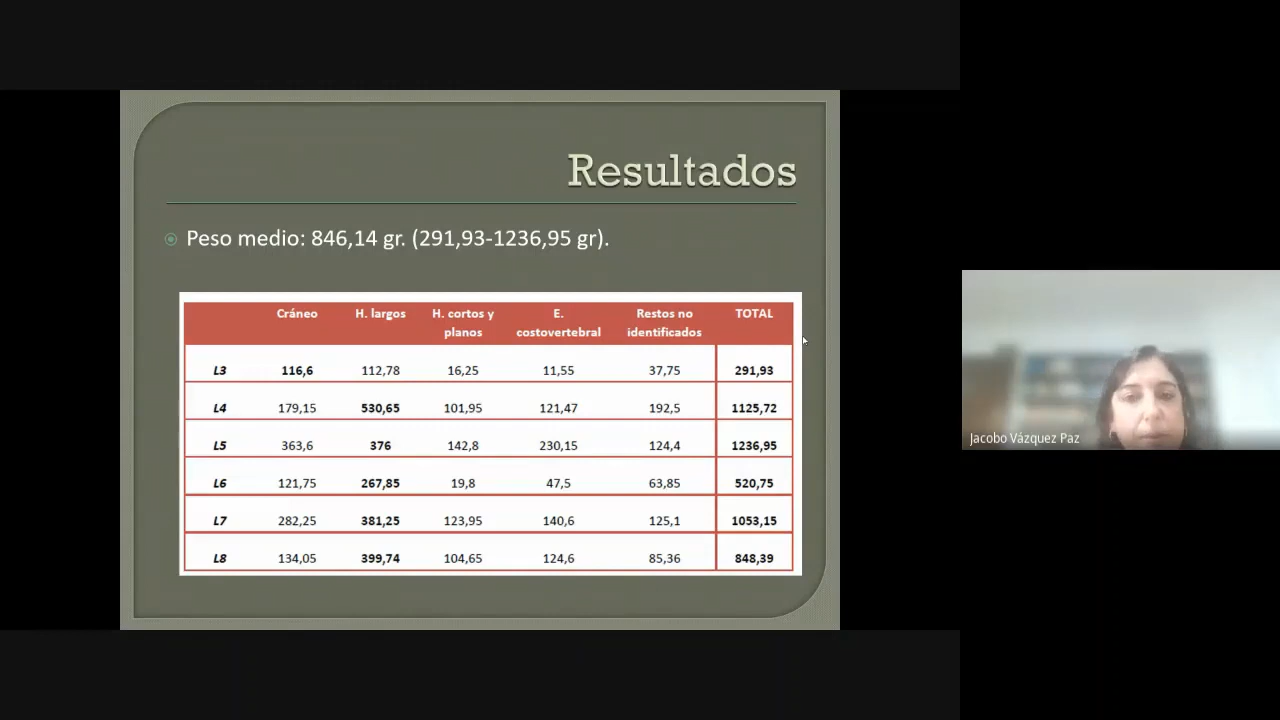 Resultados
Peso medio: 846,14 gr. (291,93-1236,95 gr).
Cráneo H. largos H. cortos y planos E. costovertebral Restos no identificados TOTAL
L3 116,6 112,78 16,25 11,55 37,75 291,93
L4 179,15 530,65 101,95 121,47 192,5 1125,72
L5 363,6 376 142,8 230,15 124,4 1236,95
L6 121,75 267,85 19,8 47,5 63,85 520,75
L7 282,25 381,25 123,95 140,6 125,1 1053,15
L8 134,05 399,74 104,65 124,6 85,36 848,39
Jacobo Vázquez Paz